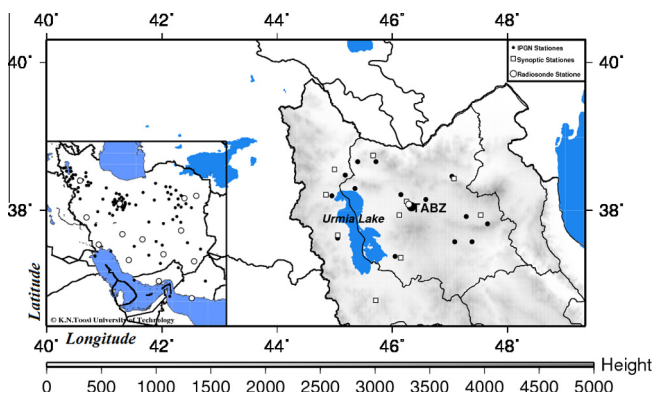 40° 42° 44° 46° 48°
40° 40°
IPGN Stationes
Synoptic Stationes
Radiosonde Statione
38° 38°
TABZ
Urmia Lake
Latitude
© K.N.Toosi University of Technology
40° 42° 44° 46° 48°
Longitude
Height
0 500 1000 1500 2000 2500 3000 3500 4000 4500 5000